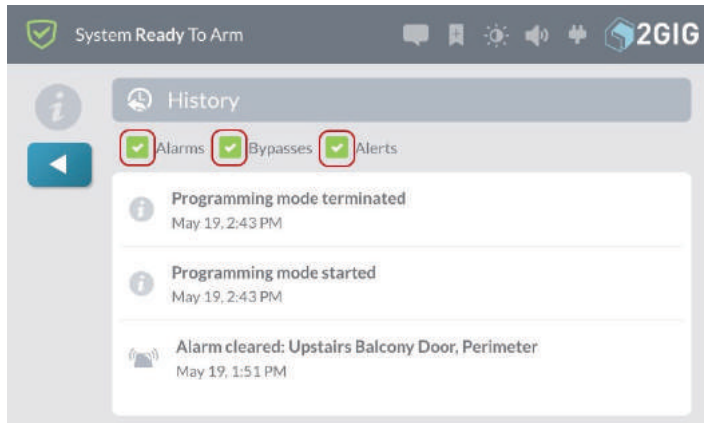 System Ready To Arm
2GIG
History
Alarms Bypasses Alerts
Programming mode terminated
May 19, 2:43 PM
Programming mode started
May 19, 2:43 PM
Alarm cleared: Upstairs Balcony Door, Perimeter
May 19, 1:51 PM